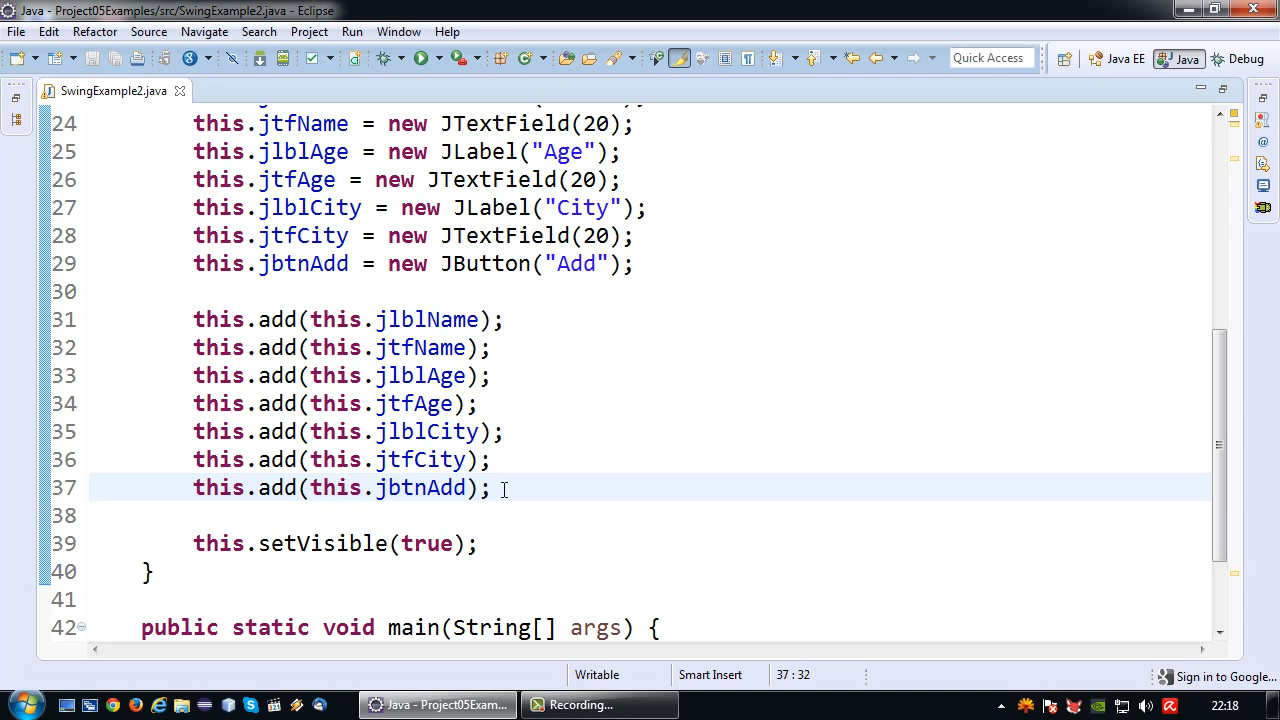 Java - Project05Examples/src/SwingExample2.java - Eclipse
File Edit Refactor Source Navigate Search Project Run Window Help
Quick Access Java EE Java Debug
SwingExample2.java
24 this.jtfName = new JTextField(20);
25 this.jlblAge = new JLabel("Age");
26 this.jtfAge = new JTextField(20);
27 this.jlblCity = new JLabel("City");
28 this.jtfCity = new JTextField(20);
29 this.jbtnAdd = new JButton("Add");
30
31 this.add(this.jlblName);
32 this.add(this.jtfName);
33 this.add(this.jlblAge);
34 this.add(this.jtfAge);
35 this.add(this.jlblCity);
36 this.add(this.jtfCity);
37 this.add(this.jbtnAdd);
38
39 this.setVisible(true);
40 }
41
42 public static void main(String[] args) {
Writable Smart Insert 37 : 32 Sign in to Google...
Java - Project05Exam... Recording... 22:18